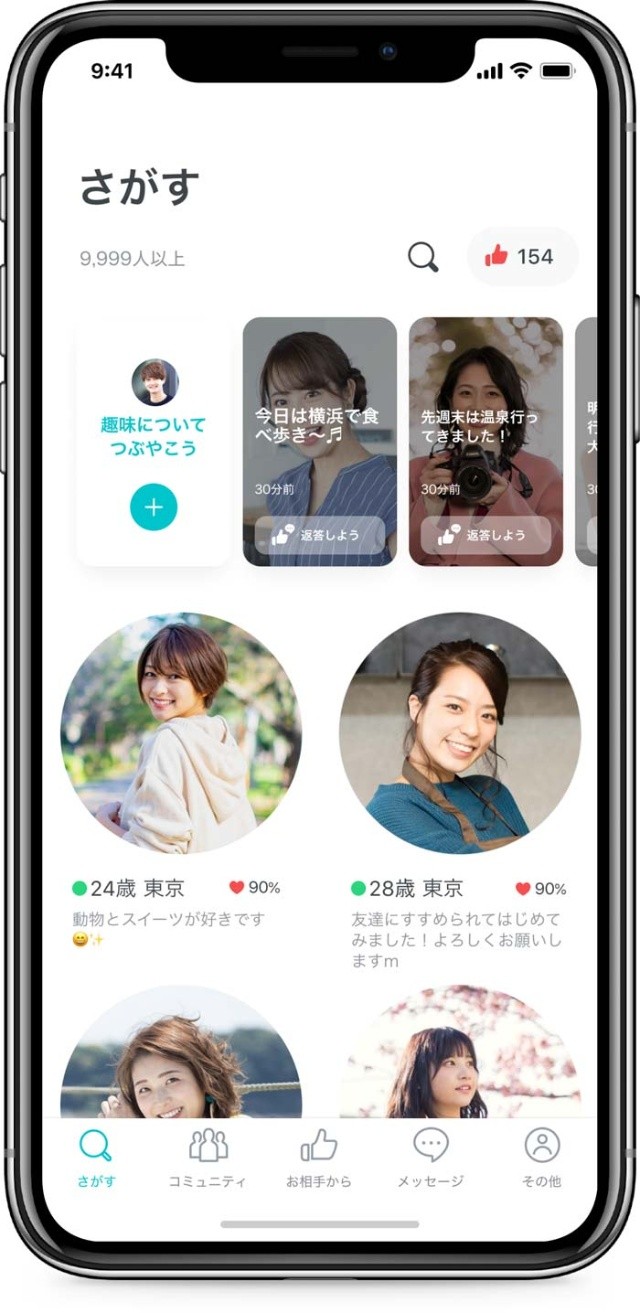 9:41
さがす
9,999人以上
154
趣味について
つぶやこう
今日は横浜で食
べ歩き〜♬
30分前
返答しよう
先週末は温泉行っ
てきました！
30分前
返答しよう
明
行
大
30
24歳 東京
90%
動物とスイーツが好きです
😄✨
28歳 東京
90%
友達にすすめられてはじめて
みました！よろしくお願いし
ますm
さがす
コミュニティ
お相手から
メッセージ
その他